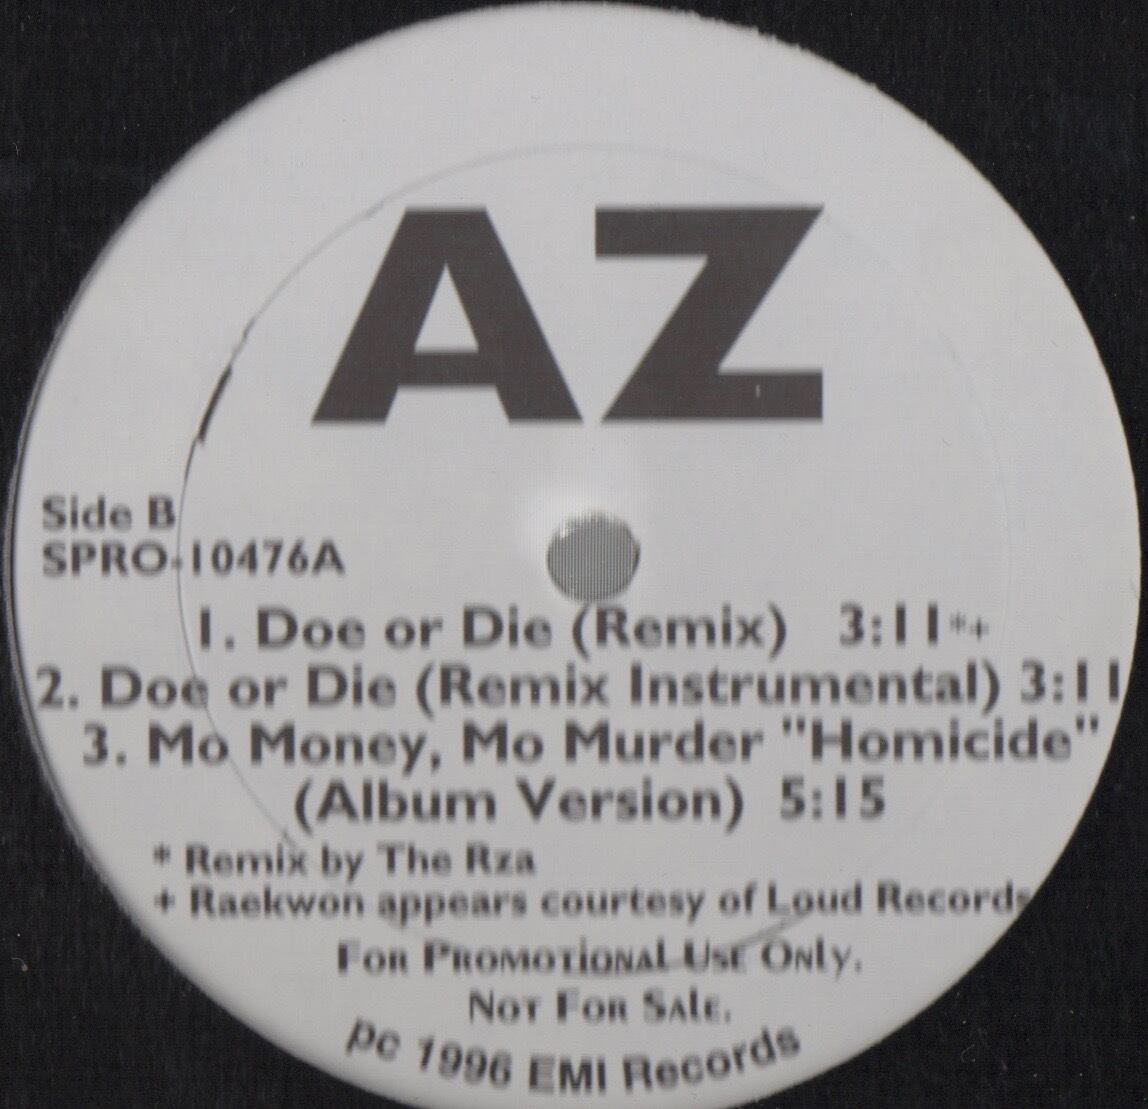 AZ
Side B
SPRO-10476A
1. Doe or Die (Remix) 3:11*+
2. Doe or Die (Remix Instrumental) 3:11
3. Mo Money, Mo Murder "Homicide"
(Album Version) 5:15
* Remix by The Rza
+ Raekwon appears courtesy of Loud Records
For Promotional Use Only.
Not For Sale.
pc 1996 EMI Records